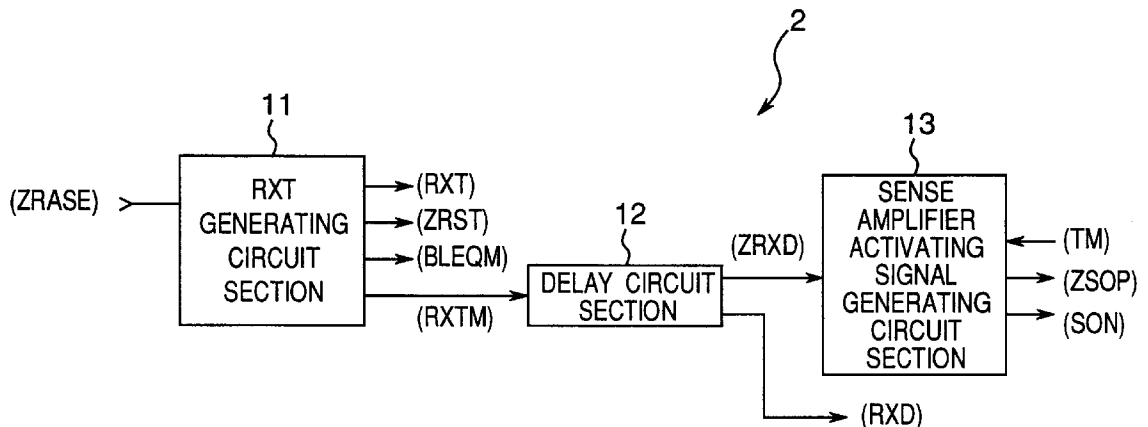 2
11
13
(ZRASE)
RXT
GENERATING
CIRCUIT
SECTION
(RXT)
(ZRST)
(BLEQM)
(RXTM)
12
DELAY CIRCUIT
SECTION
(ZRXD)
(RXD)
SENSE
AMPLIFIER
ACTIVATING
SIGNAL
GENERATING
CIRCUIT
SECTION
(TM)
(ZSOP)
(SON)